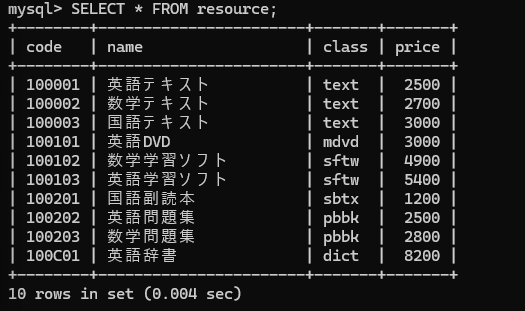 mysql> SELECT * FROM resource;
+--------+----------------------+-------+-------+
| code   | name                 | class | price |
+--------+----------------------+-------+-------+
| 100001 | 英語テキスト         | text  |  2500 |
| 100002 | 数学テキスト         | text  |  2700 |
| 100003 | 国語テキスト         | text  |  3000 |
| 100101 | 英語DVD              | mdvd  |  3000 |
| 100102 | 数学学習ソフト       | sftw  |  4900 |
| 100103 | 英語学習ソフト       | sftw  |  5400 |
| 100201 | 国語副読本           | sbtx  |  1200 |
| 100202 | 英語問題集           | pbbk  |  2500 |
| 100203 | 数学問題集           | pbbk  |  2800 |
| 100C01 | 英語辞書             | dict  |  8200 |
+--------+----------------------+-------+-------+
10 rows in set (0.004 sec)